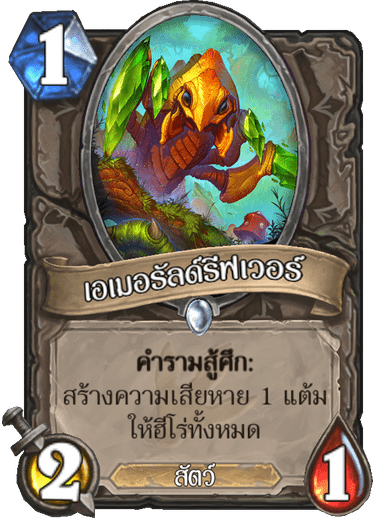 1
เอเมอรัลด์รีฟเวอร์
คำรามสู้ศึก:
สร้างความเสียหาย 1 แต้ม
ให้ฮีโร่ทั้งหมด
2
สัตว์
1